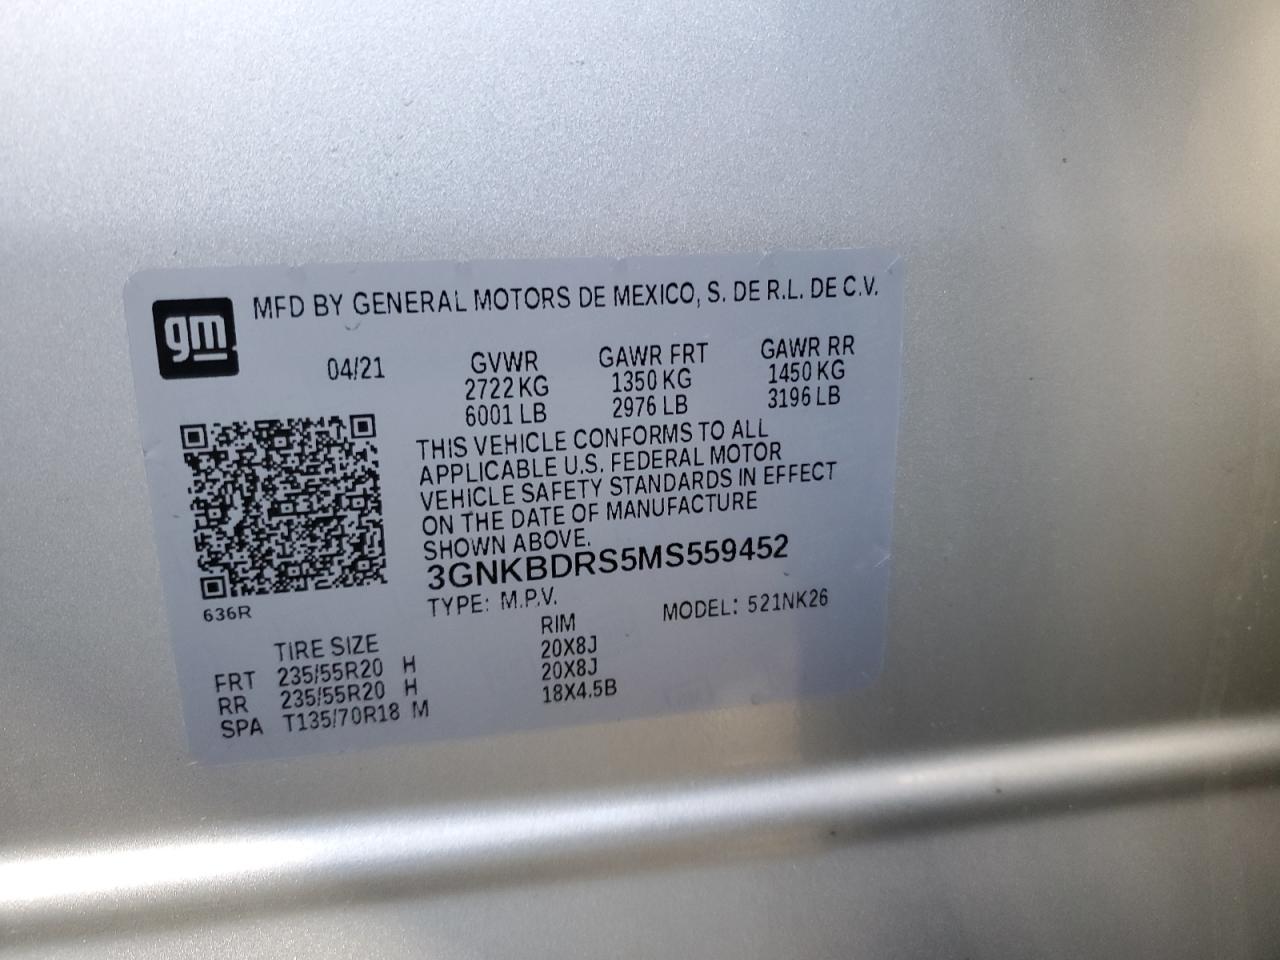 gm
MFD BY GENERAL MOTORS DE MEXICO, S. DE R.L. DE C.V.
04/21
GVWR
2722 KG
6001 LB
GAWR FRT
1350 KG
2976 LB
GAWR RR
1450 KG
3196 LB
THIS VEHICLE CONFORMS TO ALL
APPLICABLE U.S. FEDERAL MOTOR
VEHICLE SAFETY STANDARDS IN EFFECT
ON THE DATE OF MANUFACTURE
SHOWN ABOVE.
3GNKBDRS5MS559452
TYPE: M.P.V.
MODEL: 521NK26
636R
TIRE SIZE RIM
FRT 235/55R20 H 20X8J
RR 235/55R20 H 20X8J
SPA T135/70R18 M 18X4.5B